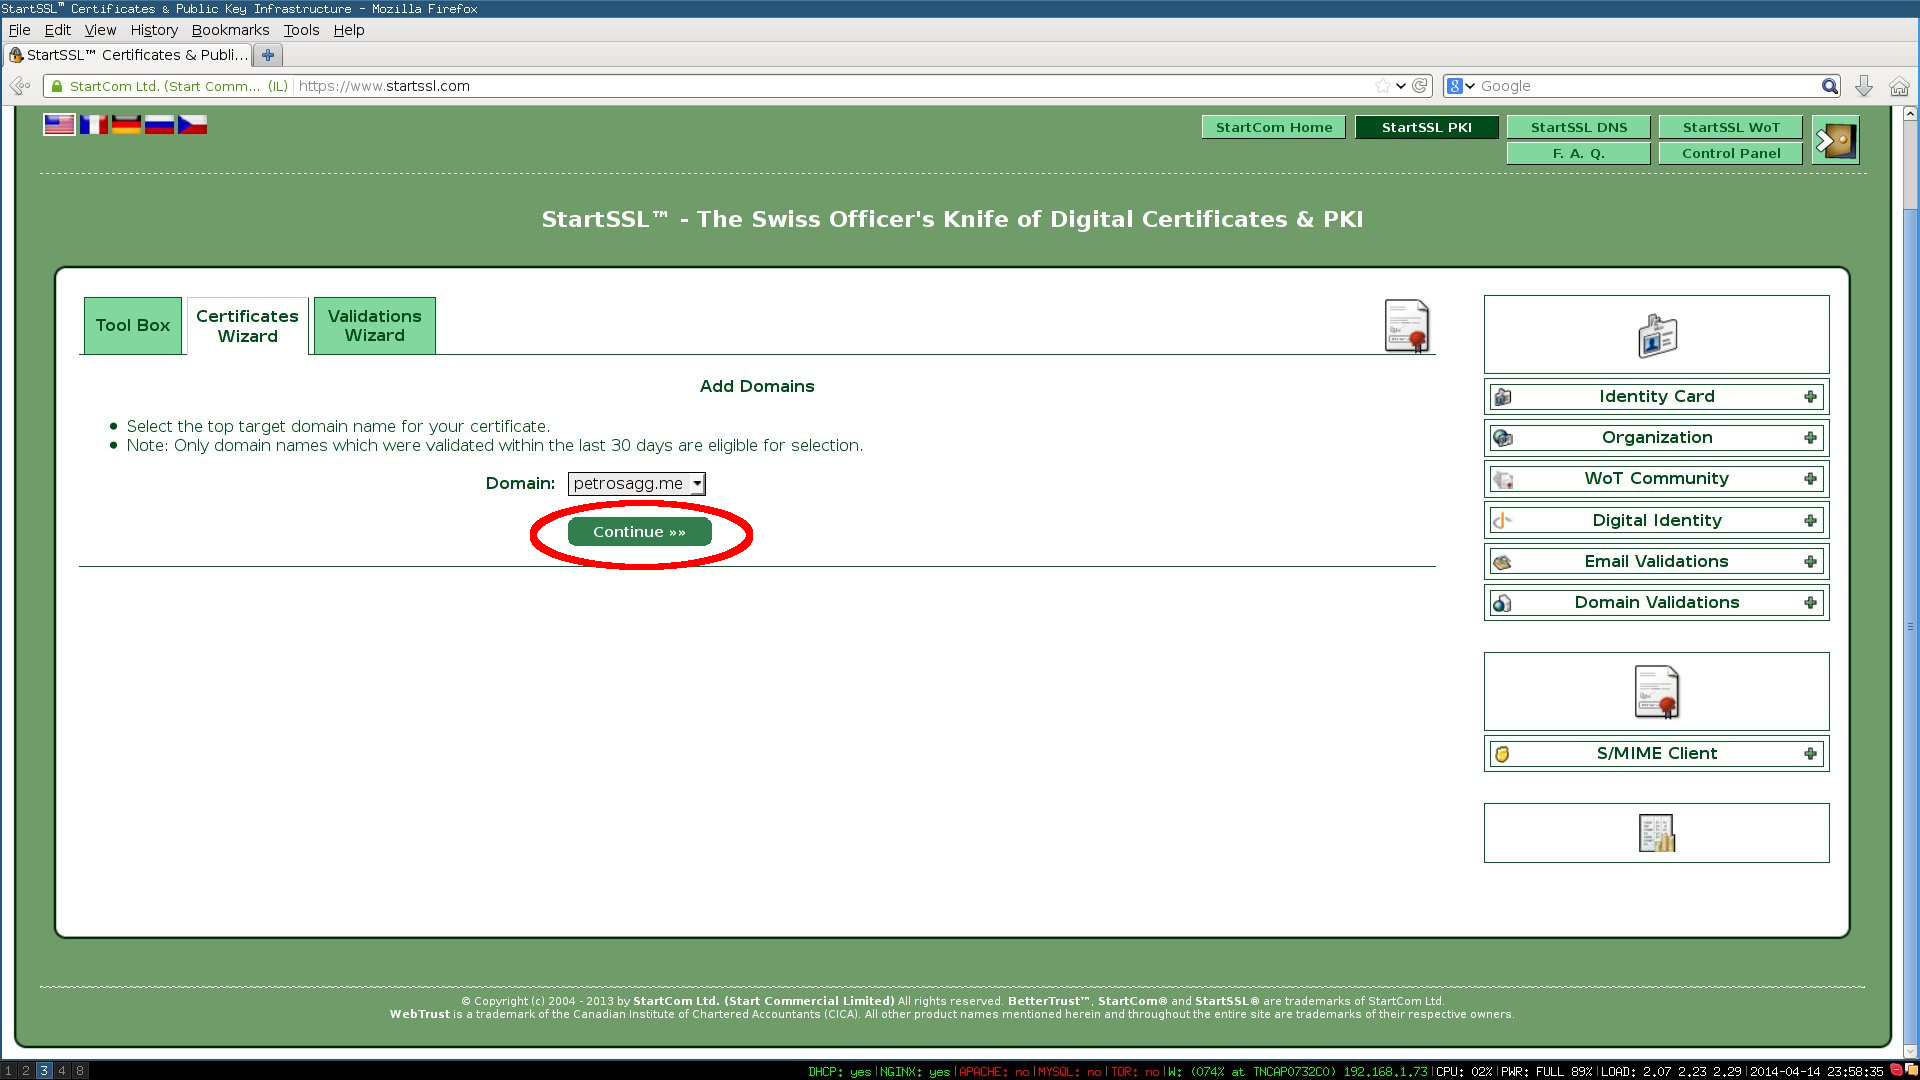 StartSSL™ Certificates & Public Key Infrastructure - Mozilla Firefox
File Edit View History Bookmarks Tools Help
StartSSL™ Certificates & Publi...
StartCom Ltd. (Start Comm... (IL) https://www.startssl.com
Google
StartCom Home StartSSL PKI StartSSL DNS StartSSL WoT
F. A. Q. Control Panel
StartSSL™ - The Swiss Officer's Knife of Digital Certificates & PKI
Tool Box
Certificates
Wizard
Validations
Wizard
Add Domains
Select the top target domain name for your certificate.
Note: Only domain names which were validated within the last 30 days are eligible for selection.
Domain: petrosagg.me
Continue »»
Identity Card
Organization
WoT Community
Digital Identity
Email Validations
Domain Validations
S/MIME Client
© Copyright (c) 2004 - 2013 by StartCom Ltd. (Start Commercial Limited) All rights reserved. BetterTrust™, StartCom® and StartSSL® are trademarks of StartCom Ltd.
WebTrust is a trademark of the Canadian Institute of Chartered Accountants (CICA). All other product names mentioned herein and throughout the entire site are trademarks of their respective owners.
1 2 3 4 8 DHCP: yes|NGINX: yes|APACHE: no|MYSQL: no|TOR: no|W: (074% at TNCAP0732C0) 192.168.1.73|CPU: 02%|PWR: FULL 89%|LOAD: 2.07 2.23 2.29|2014-04-14 23:58:35